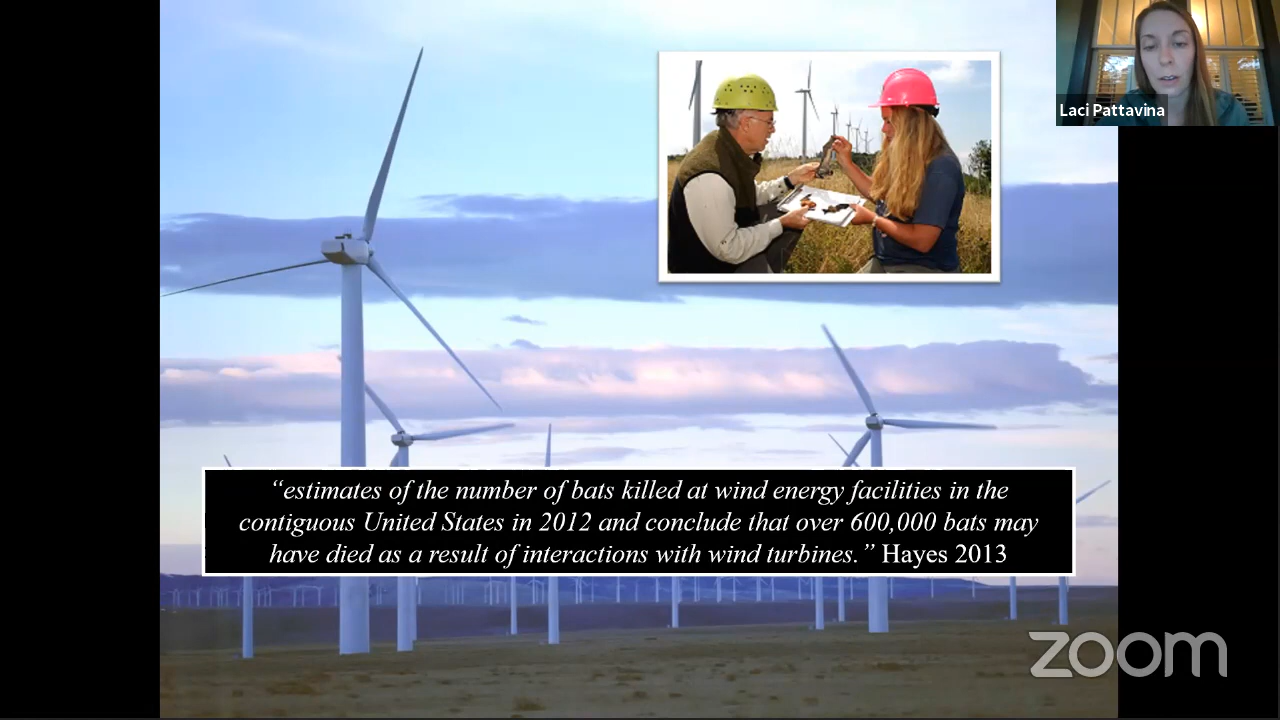 Laci Pattavina
“estimates of the number of bats killed at wind energy facilities in the
contiguous United States in 2012 and conclude that over 600,000 bats may
have died as a result of interactions with wind turbines.” Hayes 2013
zoom